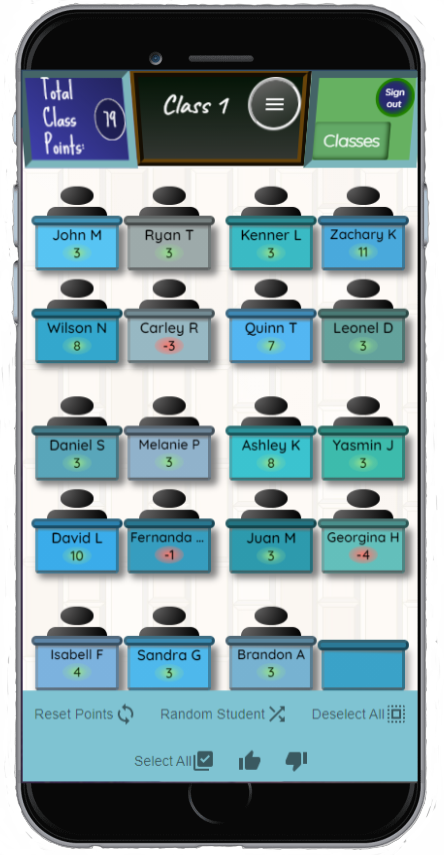 Total
Class
Points:
79
Class 1
Sign
out
Classes
John M
Ryan T
Kenner L
Zachary K
3
3
3
11
Wilson N
Carley R
Quinn T
Leonel D
8
-3
7
3
Daniel S
Melanie P
Ashley K
Yasmin J
3
3
8
3
David L
Fernanda ...
Juan M
Georgina H
10
-1
3
-4
Isabell F
Sandra G
Brandon A
4
3
3
Reset Points
Random Student
Deselect All
Select All